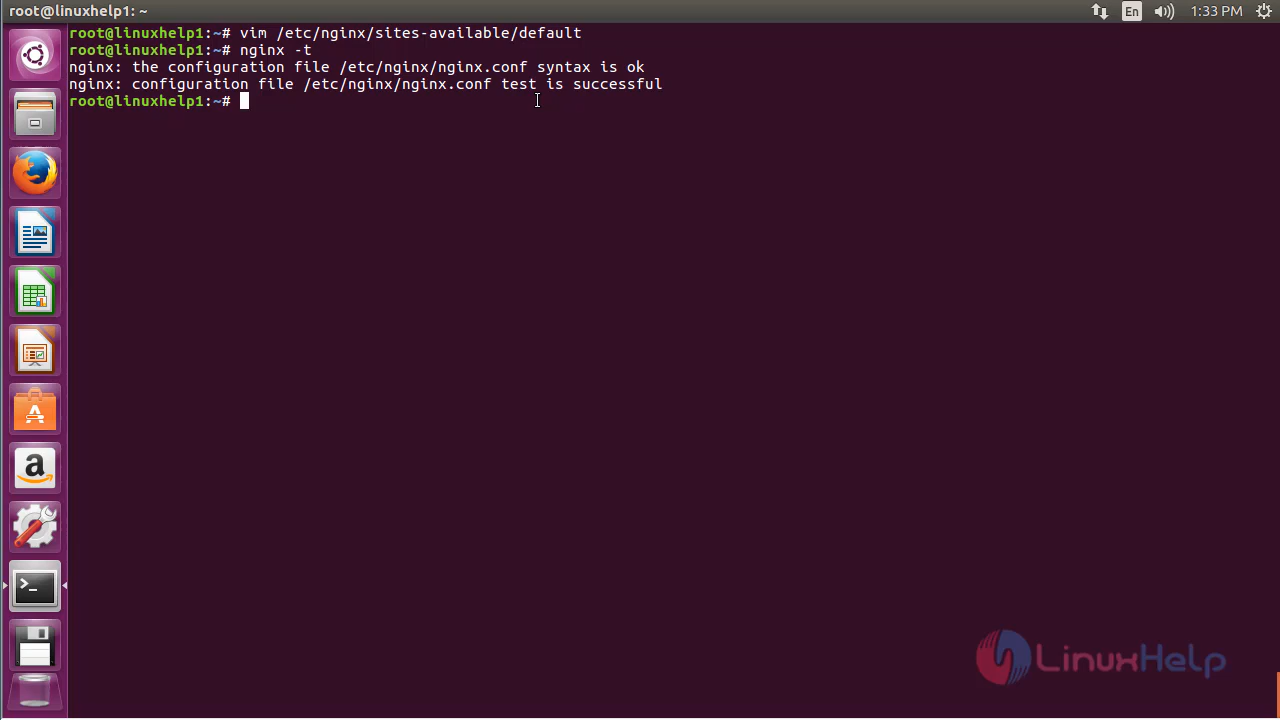 root@linuxhelp1: ~
En
1:33 PM
root@linuxhelp1:~# vim /etc/nginx/sites-available/default
root@linuxhelp1:~# nginx -t
nginx: the configuration file /etc/nginx/nginx.conf syntax is ok
nginx: configuration file /etc/nginx/nginx.conf test is successful
root@linuxhelp1:~#
LinuxHelp